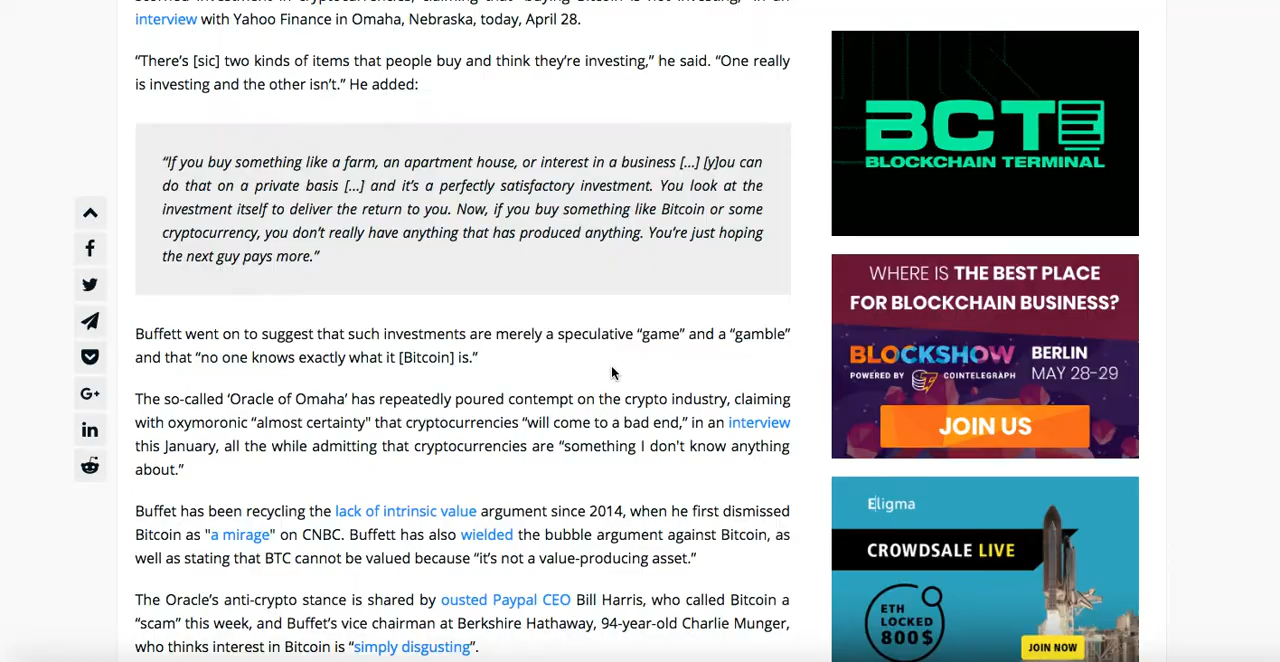 interview with Yahoo Finance in Omaha, Nebraska, today, April 28.
“There’s [sic] two kinds of items that people buy and think they’re investing,” he said. “One really
is investing and the other isn’t.” He added:
“If you buy something like a farm, an apartment house, or interest in a business [...] [y]ou can
do that on a private basis [...] and it’s a perfectly satisfactory investment. You look at the
investment itself to deliver the return to you. Now, if you buy something like Bitcoin or some
cryptocurrency, you don’t really have anything that has produced anything. You’re just hoping
the next guy pays more.”
Buffett went on to suggest that such investments are merely a speculative “game” and a “gamble”
and that “no one knows exactly what it [Bitcoin] is.”
The so-called ‘Oracle of Omaha’ has repeatedly poured contempt on the crypto industry, claiming
with oxymoronic “almost certainty" that cryptocurrencies “will come to a bad end,” in an interview
this January, all the while admitting that cryptocurrencies are “something I don't know anything
about.”
Buffet has been recycling the lack of intrinsic value argument since 2014, when he first dismissed
Bitcoin as "a mirage" on CNBC. Buffett has also wielded the bubble argument against Bitcoin, as
well as stating that BTC cannot be valued because “it’s not a value-producing asset.”
The Oracle’s anti-crypto stance is shared by ousted Paypal CEO Bill Harris, who called Bitcoin a
“scam” this week, and Buffet’s vice chairman at Berkshire Hathaway, 94-year-old Charlie Munger,
who thinks interest in Bitcoin is “simply disgusting”.
BCT
BLOCKCHAIN TERMINAL
WHERE IS THE BEST PLACE
FOR BLOCKCHAIN BUSINESS?
BLOCKSHOW
POWERED BY COINTELEGRAPH
BERLIN
MAY 28-29
JOIN US
Eligma
CROWDSALE LIVE
ETH
LOCKED
800$
JOIN NOW